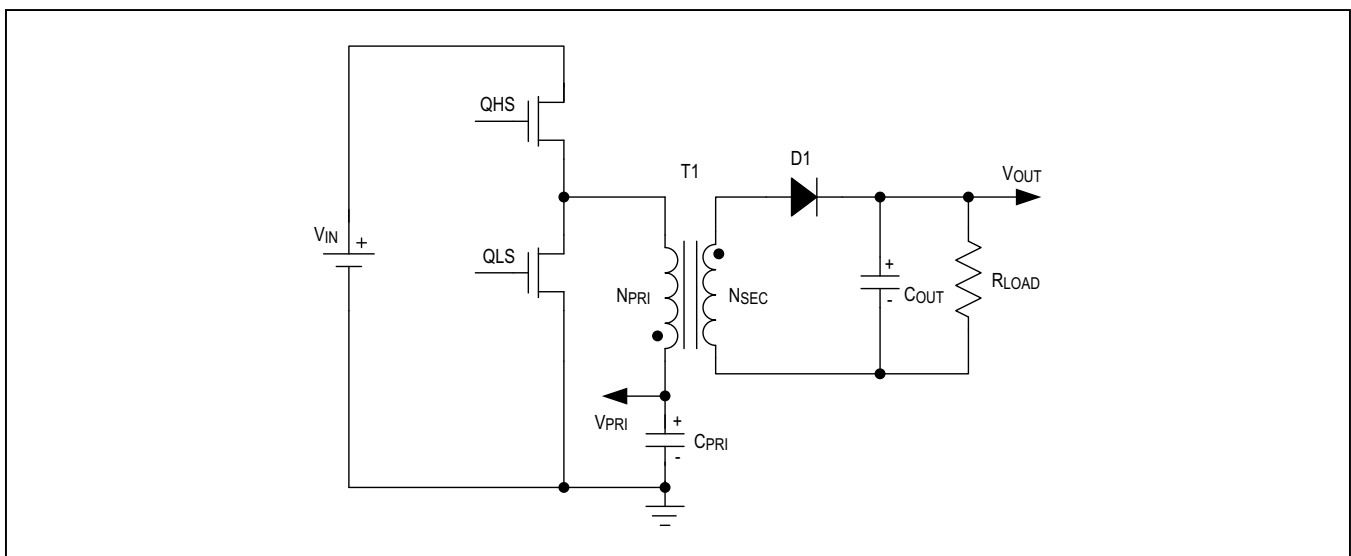 QHS
T1
D1
VOUT
VIN
+
QLS
NPRI
NSEC
+
COUT
-
RLOAD
VPRI
+
CPRI
-